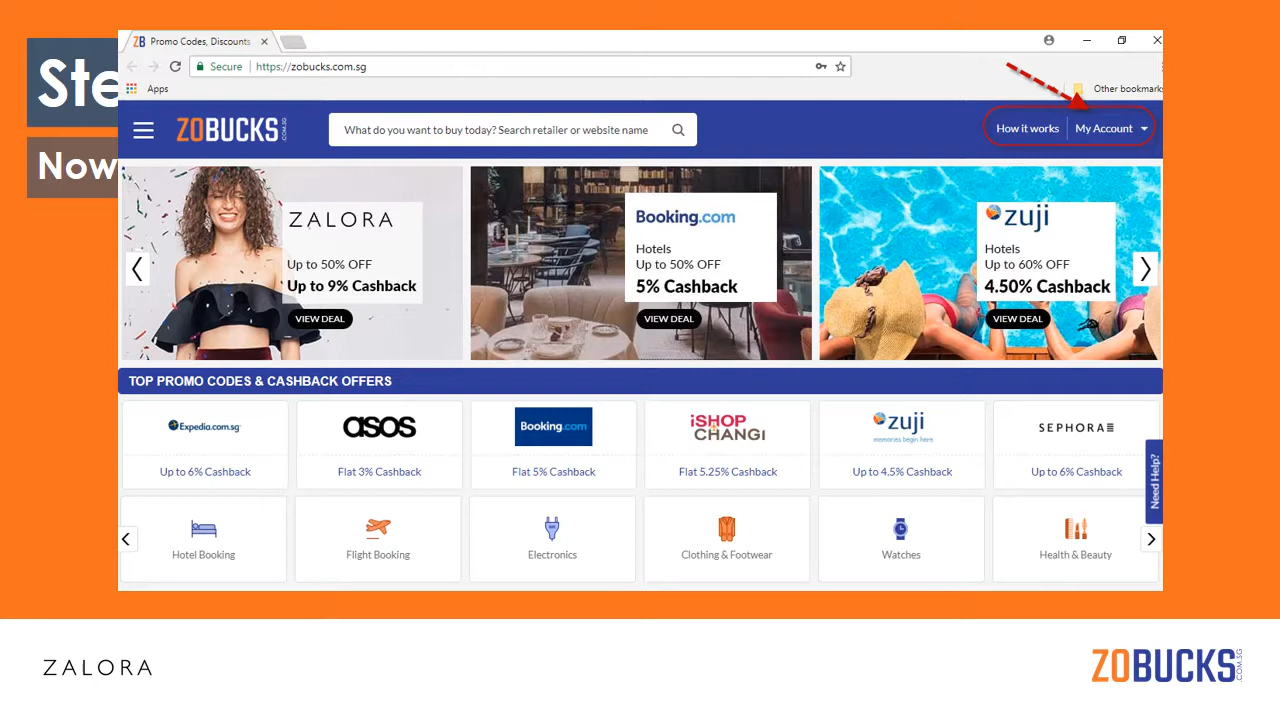 Ste
Now
ZB Promo Codes, Discounts
Secure https://zobucks.com.sg
Apps
Other bookmarks
ZOBUCKS.COM.SG
What do you want to buy today? Search retailer or website name
How it works
My Account
ZALORA
Up to 50% OFF
Up to 9% Cashback
VIEW DEAL
Booking.com
Hotels
Up to 50% OFF
5% Cashback
VIEW DEAL
zuji
Hotels
Up to 60% OFF
4.50% Cashback
VIEW DEAL
TOP PROMO CODES & CASHBACK OFFERS
Expedia.com.sg
Up to 6% Cashback
asos
Flat 3% Cashback
Booking.com
Flat 5% Cashback
iSHOP
CHANGI
Flat 5.25% Cashback
zuji
memories begin here
Up to 4.5% Cashback
SEPHORA
Up to 6% Cashback
Need Help?
Hotel Booking
Flight Booking
Electronics
Clothing & Footwear
Watches
Health & Beauty
ZALORA
ZOBUCKS.COM.SG